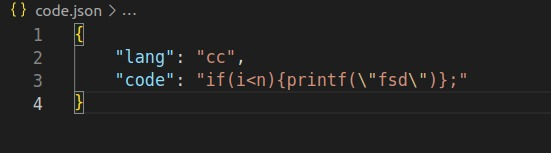 {} code.json > ...
1 {
2     "lang": "cc",
3     "code": "if(i<n){printf(\"fsd\")};"
4 }